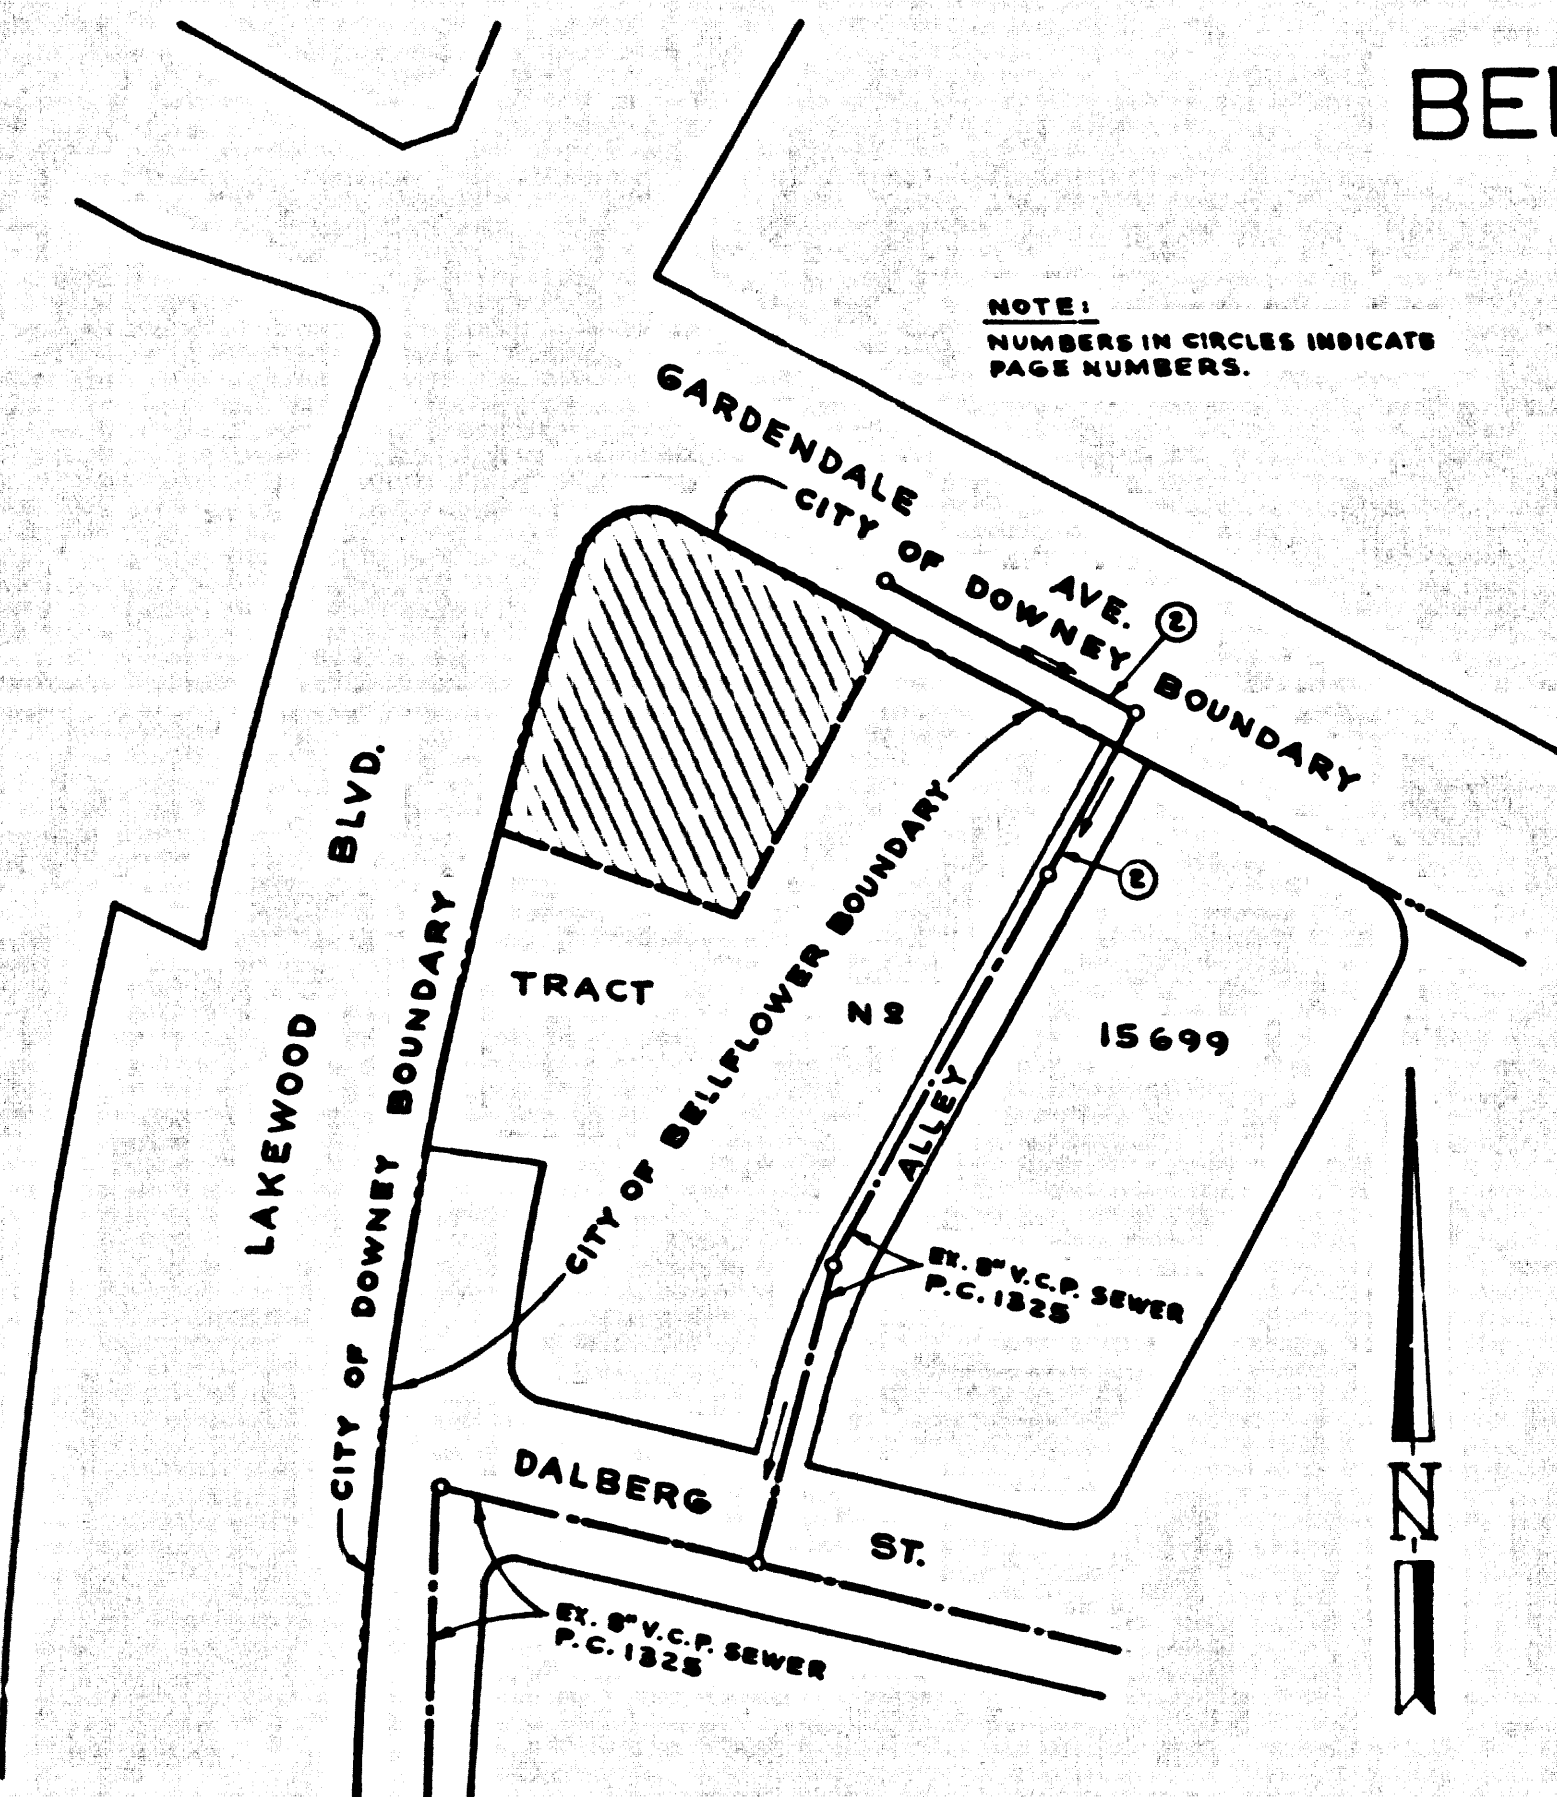 NOTE:
NUMBERS IN CIRCLES INDICATE
PAGE NUMBERS.
GARDENDALE AVE.
CITY OF DOWNEY BOUNDARY
2
2
BLVD.
LAKEWOOD
CITY OF DOWNEY BOUNDARY
TRACT
Nº
15699
CITY OF BELLFLOWER BOUNDARY
ALLEY
EX. 8" V.C.P. SEWER
P.C. 1325
DALBERG
ST.
EX. 8" V.C.P. SEWER
P.C. 1325
N